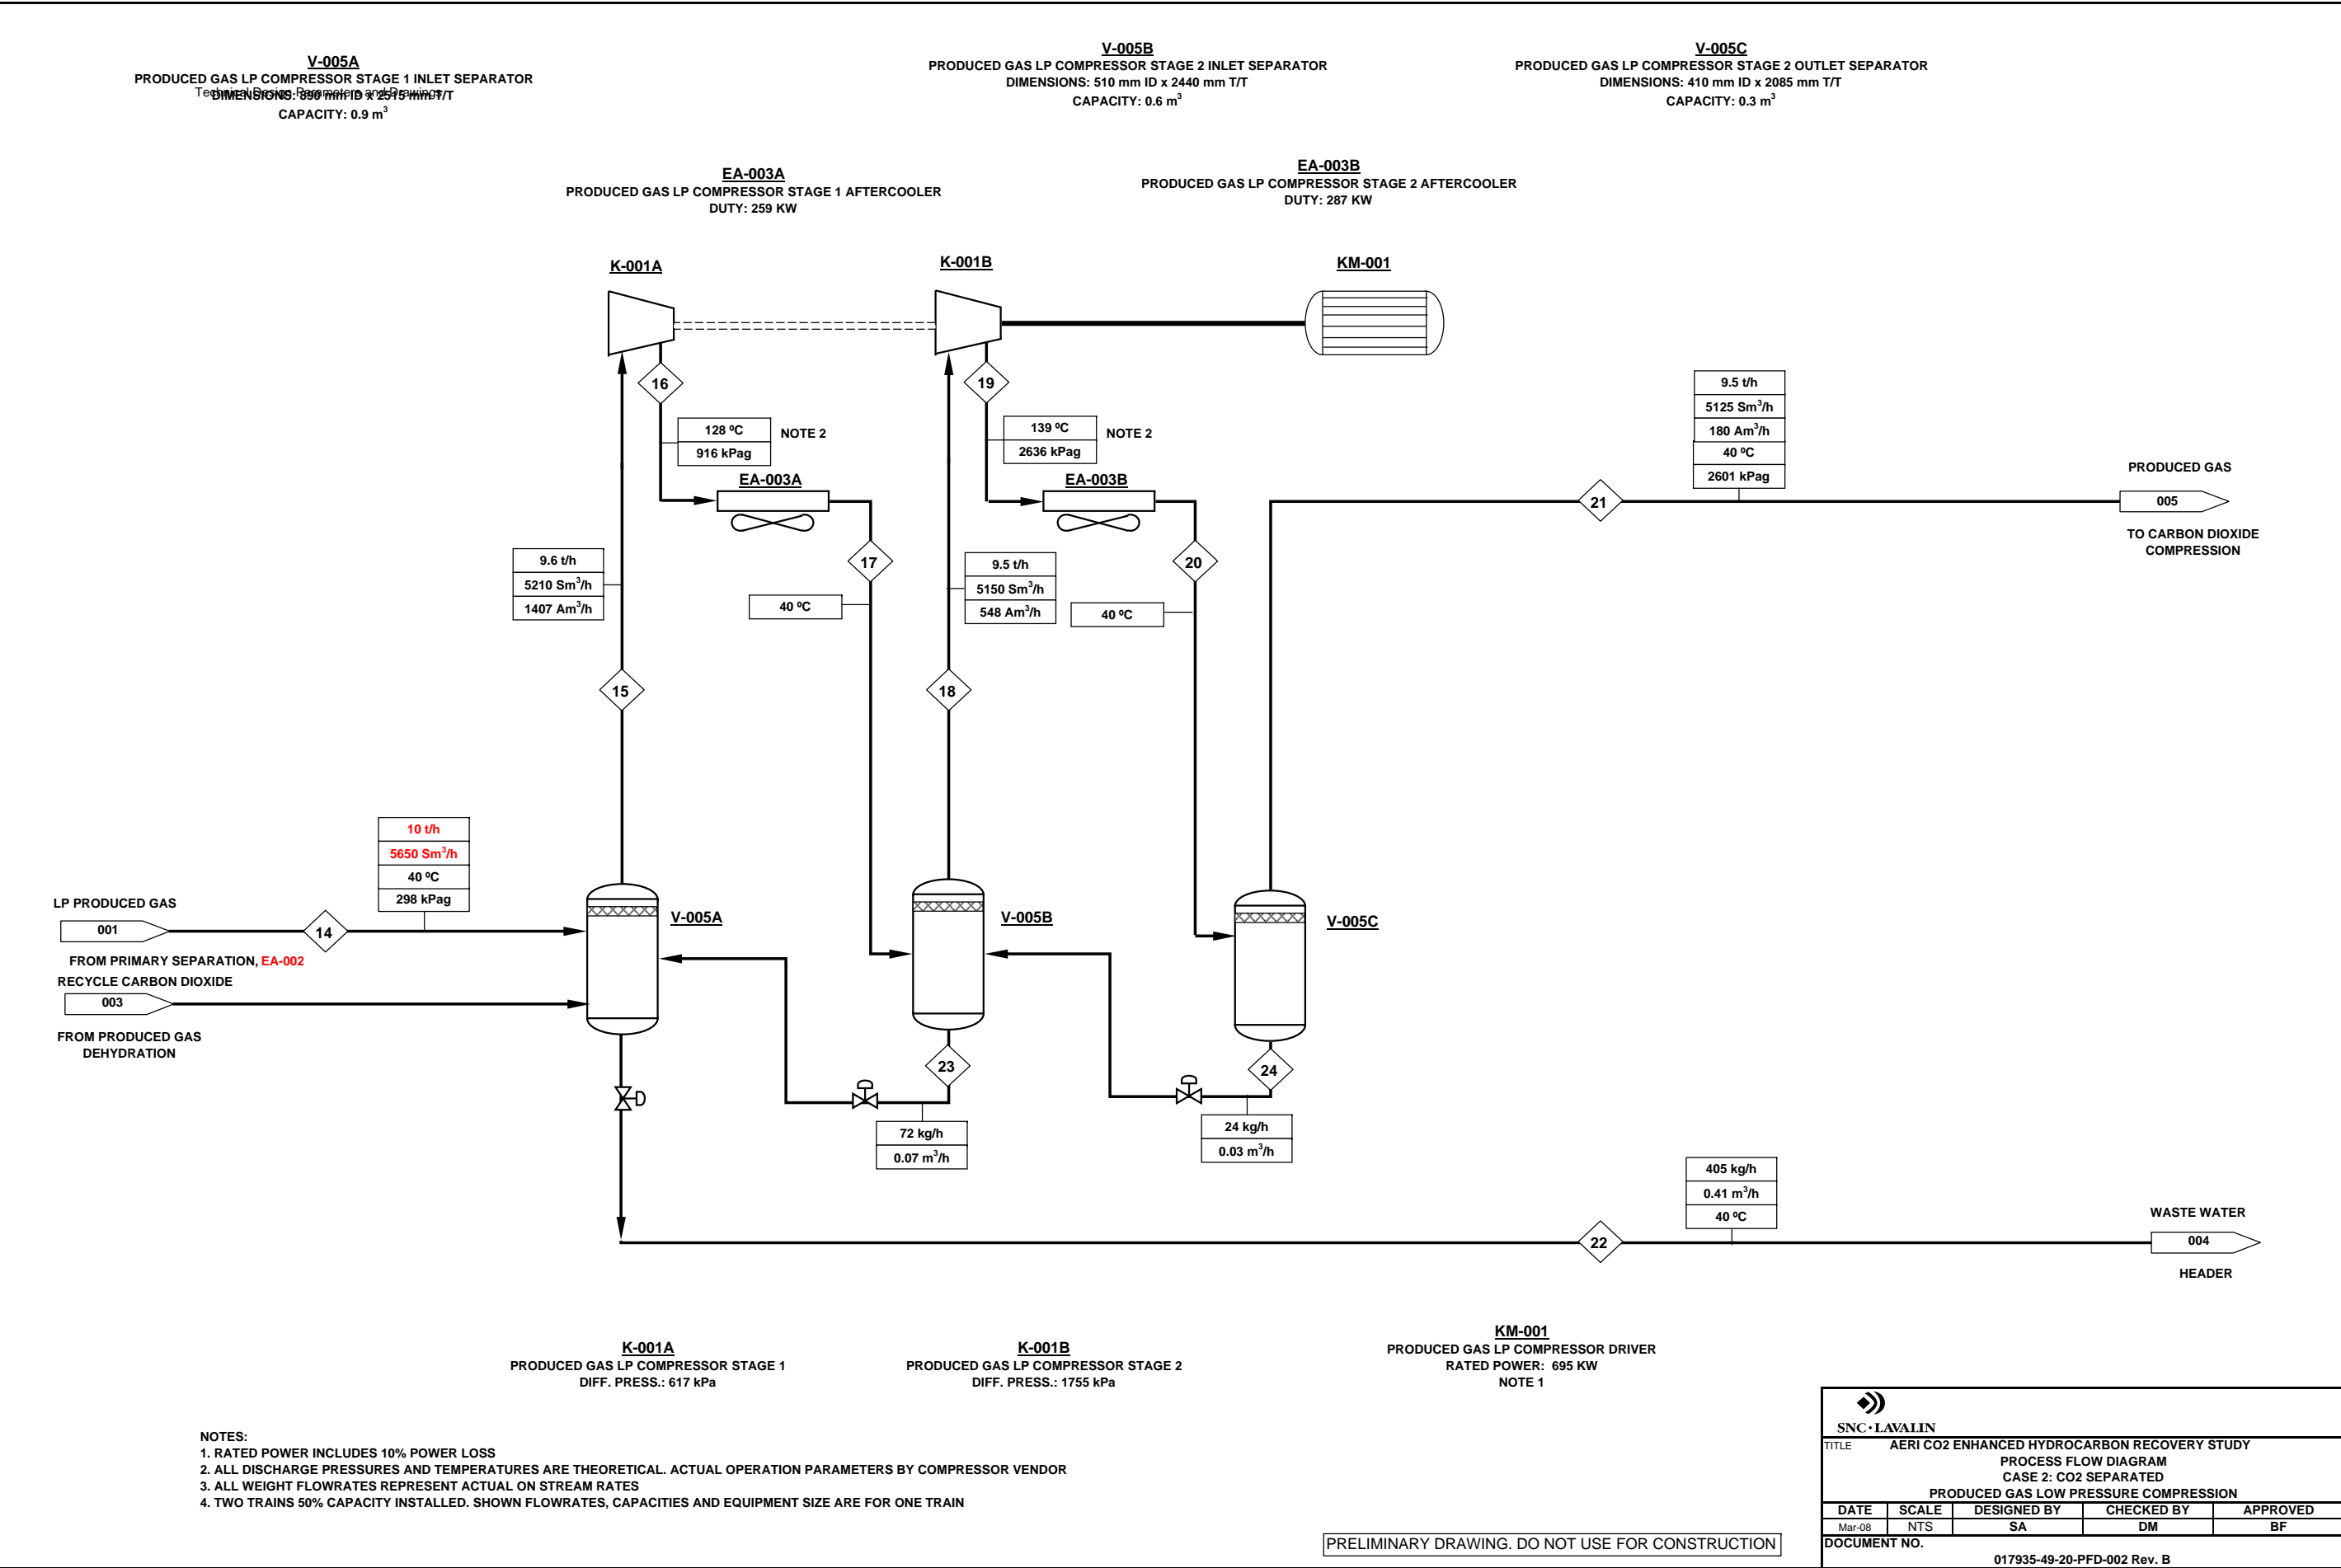 V-005A
PRODUCED GAS LP COMPRESSOR STAGE 1 INLET SEPARATOR
Technical Design Parameters and Drawings
DIMENSIONS: 890 mm ID x 2515 mm T/T
CAPACITY: 0.9 m³
V-005B
PRODUCED GAS LP COMPRESSOR STAGE 2 INLET SEPARATOR
DIMENSIONS: 510 mm ID x 2440 mm T/T
CAPACITY: 0.6 m³
V-005C
PRODUCED GAS LP COMPRESSOR STAGE 2 OUTLET SEPARATOR
DIMENSIONS: 410 mm ID x 2085 mm T/T
CAPACITY: 0.3 m³
EA-003A
PRODUCED GAS LP COMPRESSOR STAGE 1 AFTERCOOLER
DUTY: 259 KW
EA-003B
PRODUCED GAS LP COMPRESSOR STAGE 2 AFTERCOOLER
DUTY: 287 KW
K-001A
K-001B
KM-001
16
128 ºC
916 kPag
NOTE 2
EA-003A
19
139 ºC
2636 kPag
NOTE 2
EA-003B
9.5 t/h
5125 Sm³/h
180 Am³/h
40 ºC
2601 kPag
21
PRODUCED GAS
005
TO CARBON DIOXIDE
COMPRESSION
9.6 t/h
5210 Sm³/h
1407 Am³/h
17
40 ºC
9.5 t/h
5150 Sm³/h
548 Am³/h
20
40 ºC
15
18
10 t/h
5650 Sm³/h
40 ºC
298 kPag
LP PRODUCED GAS
001
14
FROM PRIMARY SEPARATION, EA-002
RECYCLE CARBON DIOXIDE
003
FROM PRODUCED GAS
DEHYDRATION
V-005A
V-005B
V-005C
23
72 kg/h
0.07 m³/h
24
24 kg/h
0.03 m³/h
405 kg/h
0.41 m³/h
40 ºC
22
WASTE WATER
004
HEADER
K-001A
PRODUCED GAS LP COMPRESSOR STAGE 1
DIFF. PRESS.: 617 kPa
K-001B
PRODUCED GAS LP COMPRESSOR STAGE 2
DIFF. PRESS.: 1755 kPa
KM-001
PRODUCED GAS LP COMPRESSOR DRIVER
RATED POWER: 695 KW
NOTE 1
NOTES:
1. RATED POWER INCLUDES 10% POWER LOSS
2. ALL DISCHARGE PRESSURES AND TEMPERATURES ARE THEORETICAL. ACTUAL OPERATION PARAMETERS BY COMPRESSOR VENDOR
3. ALL WEIGHT FLOWRATES REPRESENT ACTUAL ON STREAM RATES
4. TWO TRAINS 50% CAPACITY INSTALLED. SHOWN FLOWRATES, CAPACITIES AND EQUIPMENT SIZE ARE FOR ONE TRAIN
PRELIMINARY DRAWING. DO NOT USE FOR CONSTRUCTION
SNC•LAVALIN
TITLE AERI CO2 ENHANCED HYDROCARBON RECOVERY STUDY
PROCESS FLOW DIAGRAM
CASE 2: CO2 SEPARATED
PRODUCED GAS LOW PRESSURE COMPRESSION
DATE SCALE DESIGNED BY CHECKED BY APPROVED
Mar-08 NTS SA DM BF
DOCUMENT NO.
017935-49-20-PFD-002 Rev. B